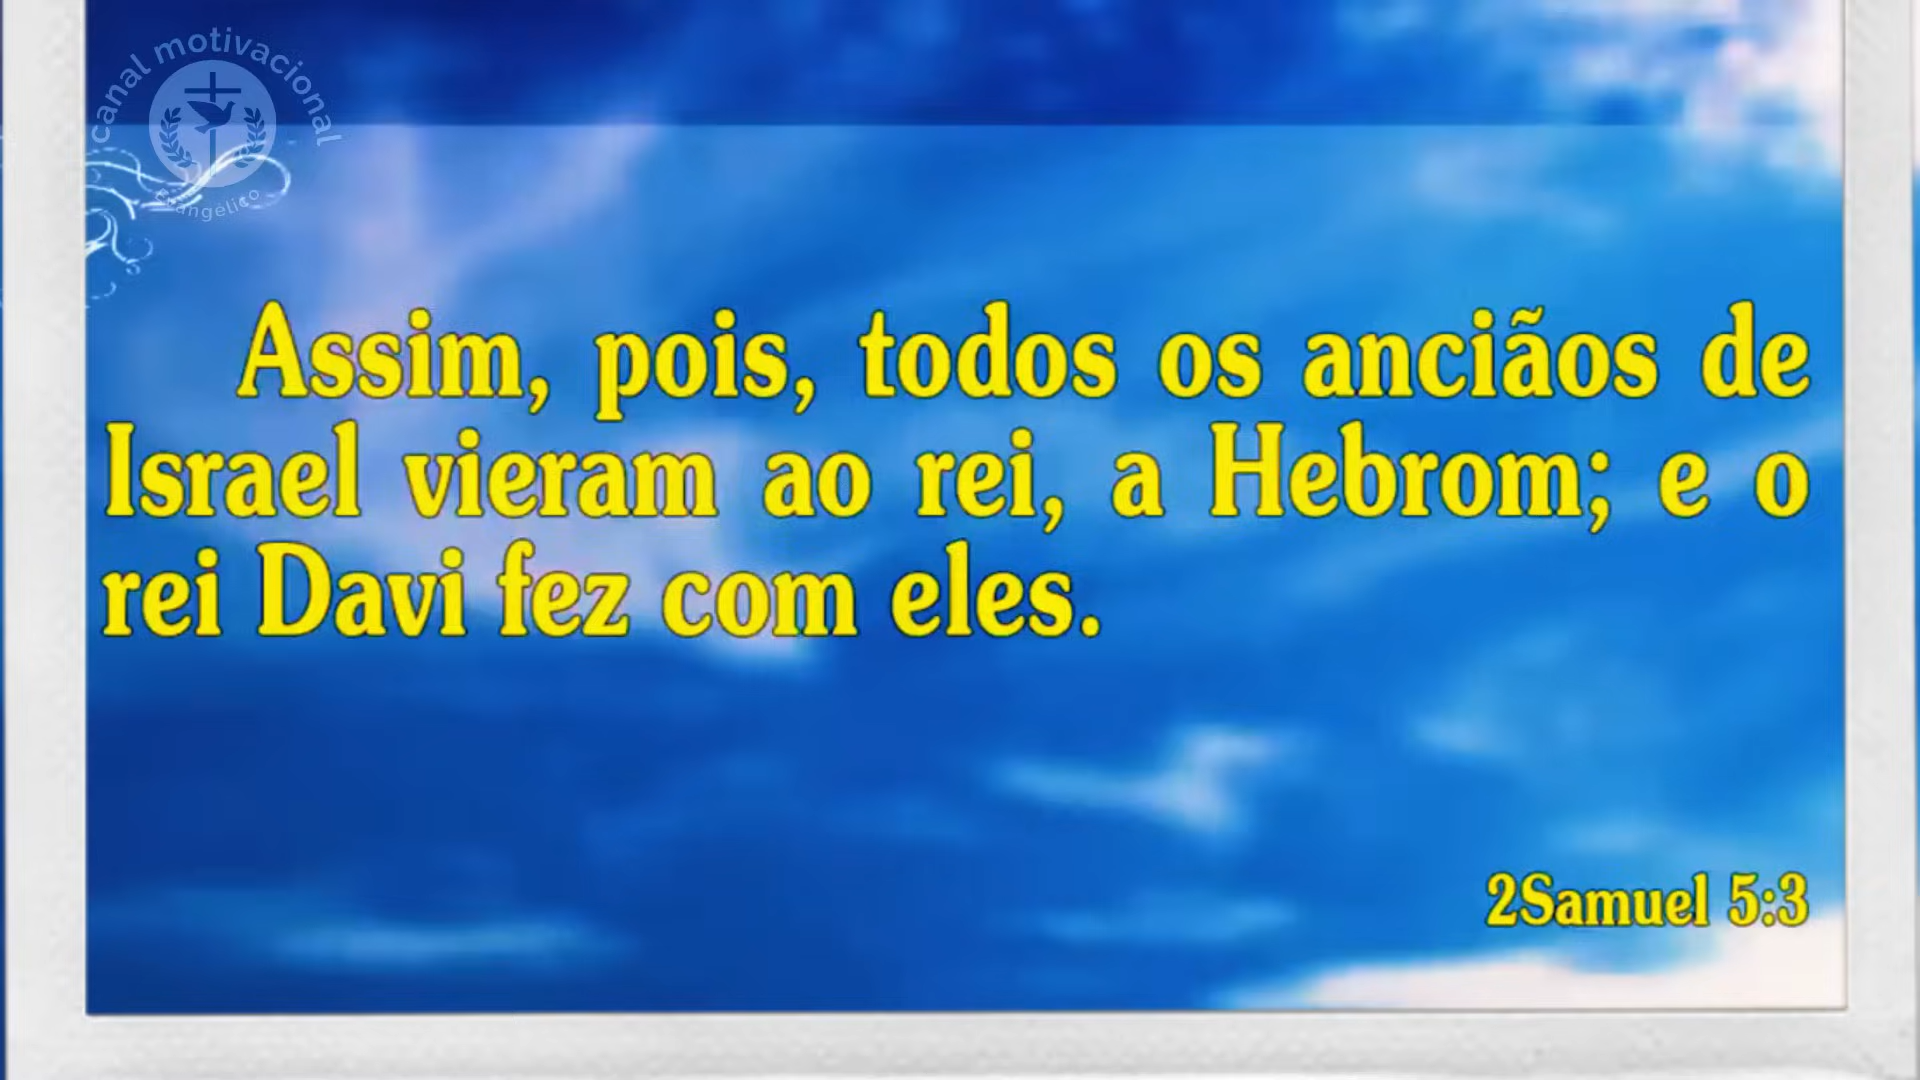 canal motivacional
Evangélico
Assim, pois, todos os anciãos de
Israel vieram ao rei, a Hebrom; e o
rei Davi fez com eles.
2Samuel 5:3